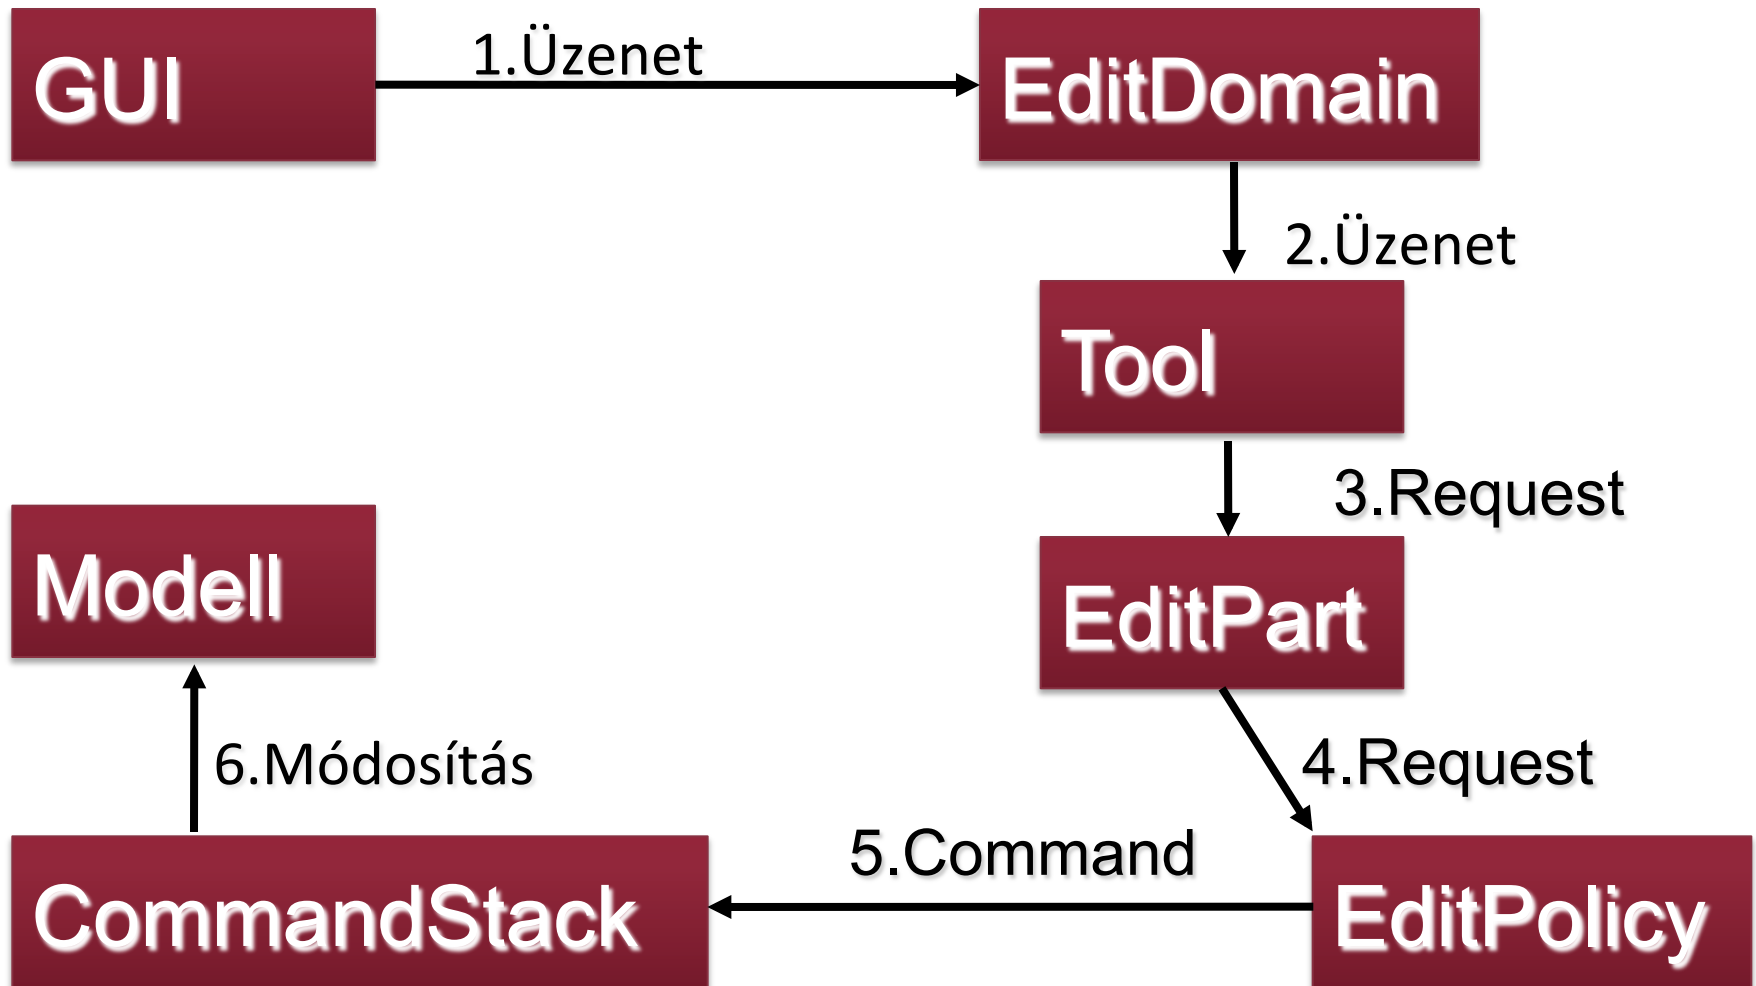 GUI
1.Üzenet
EditDomain
2.Üzenet
Tool
3.Request
EditPart
4.Request
Modell
6.Módosítás
5.Command
CommandStack
EditPolicy